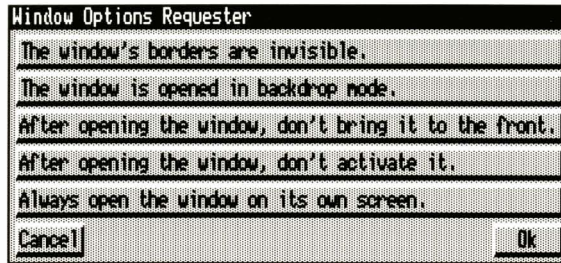 Window Options Requester
The window's borders are invisible.
The window is opened in backdrop mode.
After opening the window, don't bring it to the front.
After opening the window, don't activate it.
Always open the window on its own screen.
Cancel Ok